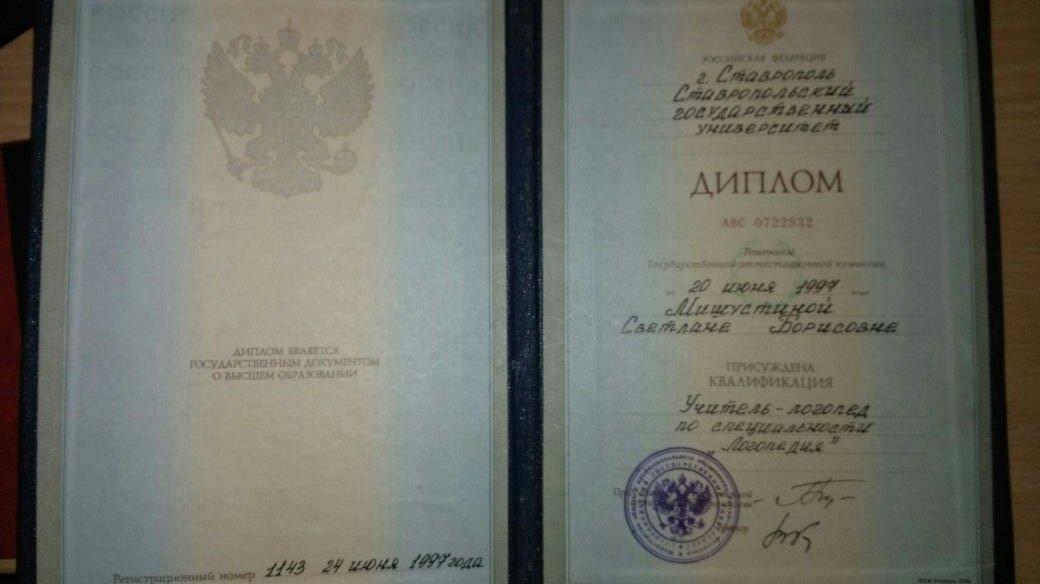 ДИПЛОМ ЯВЛЯЕТСЯ
ГОСУДАРСТВЕННЫМ ДОКУМЕНТОМ
О ВЫСШЕМ ОБРАЗОВАНИИ
Регистрационный номер 1143 24 июня 1997 года
РОССИЙСКАЯ ФЕДЕРАЦИЯ
г. Ставрополь
Ставропольский
государственный
университет
ДИПЛОМ
АВС 0722932
Решением
Государственной аттестационной комиссии
от 20 июня 1997 года
Мишустиной
Светлане Борисовне
ПРИСУЖДЕНА
КВАЛИФИКАЦИЯ
Учитель-логопед
по специальности
"Логопедия"